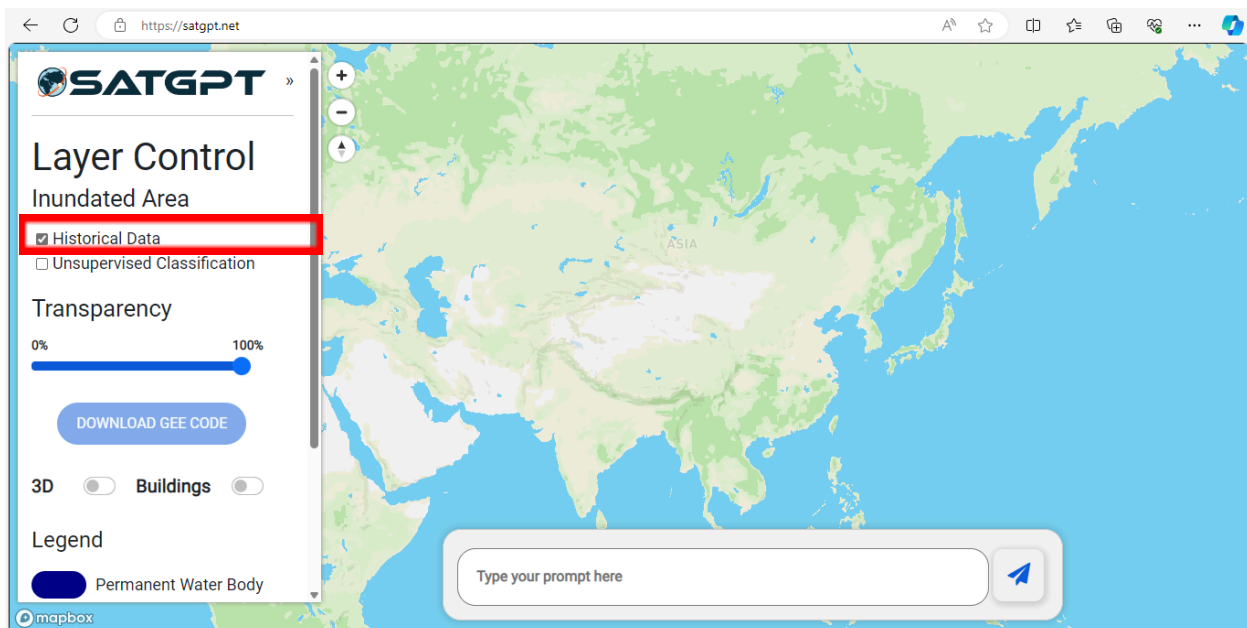 https://satgpt.net
SATGPT »
Layer Control
Inundated Area
Historical Data
Unsupervised Classification
Transparency
0% 100%
DOWNLOAD GEE CODE
3D Buildings
Legend
Permanent Water Body
mapbox
ASIA
Type your prompt here